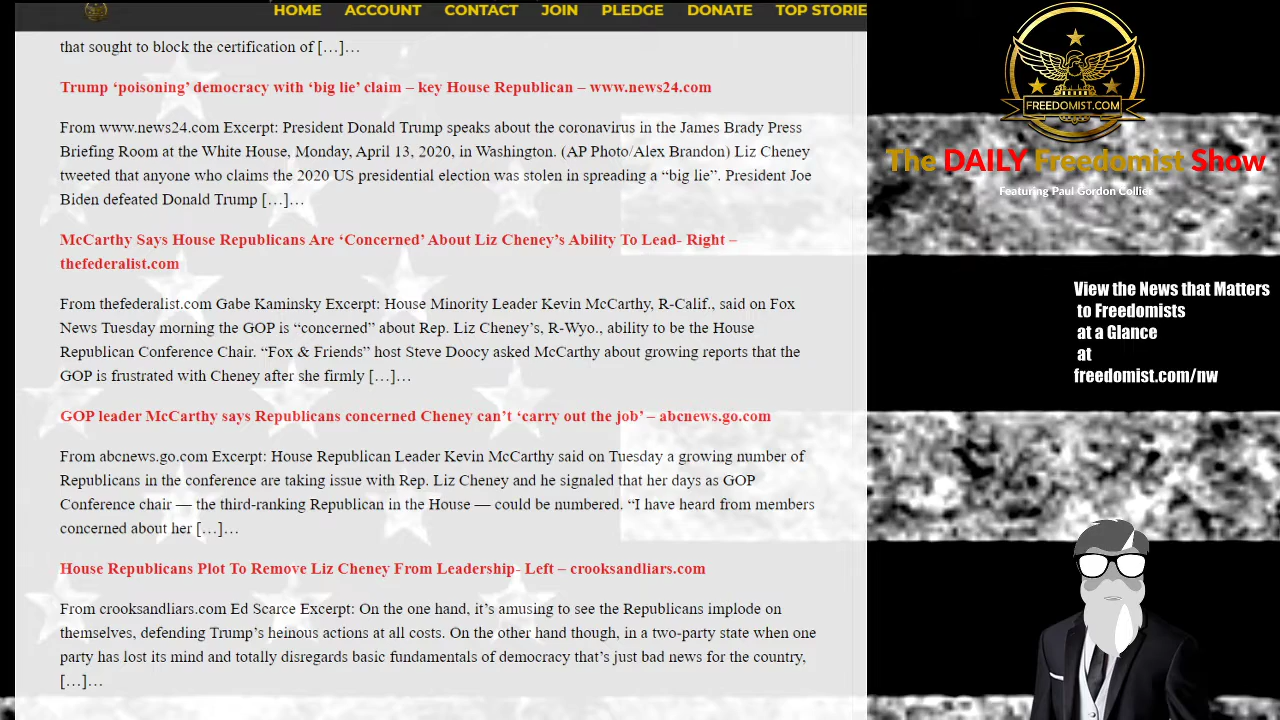 HOME ACCOUNT CONTACT JOIN PLEDGE DONATE TOP STORIE
that sought to block the certification of […]…
Trump ‘poisoning’ democracy with ‘big lie’ claim – key House Republican – www.news24.com
From www.news24.com Excerpt: President Donald Trump speaks about the coronavirus in the James Brady Press
Briefing Room at the White House, Monday, April 13, 2020, in Washington. (AP Photo/Alex Brandon) Liz Cheney
tweeted that anyone who claims the 2020 US presidential election was stolen in spreading a “big lie”. President Joe
Biden defeated Donald Trump […]…
McCarthy Says House Republicans Are ‘Concerned’ About Liz Cheney’s Ability To Lead- Right –
thefederalist.com
From thefederalist.com Gabe Kaminsky Excerpt: House Minority Leader Kevin McCarthy, R-Calif., said on Fox
News Tuesday morning the GOP is “concerned” about Rep. Liz Cheney’s, R-Wyo., ability to be the House
Republican Conference Chair. “Fox & Friends” host Steve Doocy asked McCarthy about growing reports that the
GOP is frustrated with Cheney after she firmly […]…
GOP leader McCarthy says Republicans concerned Cheney can’t ‘carry out the job’ – abcnews.go.com
From abcnews.go.com Excerpt: House Republican Leader Kevin McCarthy said on Tuesday a growing number of
Republicans in the conference are taking issue with Rep. Liz Cheney and he signaled that her days as GOP
Conference chair — the third-ranking Republican in the House — could be numbered. “I have heard from members
concerned about her […]…
House Republicans Plot To Remove Liz Cheney From Leadership- Left – crooksandliars.com
From crooksandliars.com Ed Scarce Excerpt: On the one hand, it’s amusing to see the Republicans implode on
themselves, defending Trump’s heinous actions at all costs. On the other hand though, in a two-party state when one
party has lost its mind and totally disregards basic fundamentals of democracy that’s just bad news for the country,
[…]…
FREEDOMIST.COM
The DAILY Freedomist Show
Featuring Paul Gordon Collier
View the News that Matters
to Freedomists
at a Glance
at
freedomist.com/nw